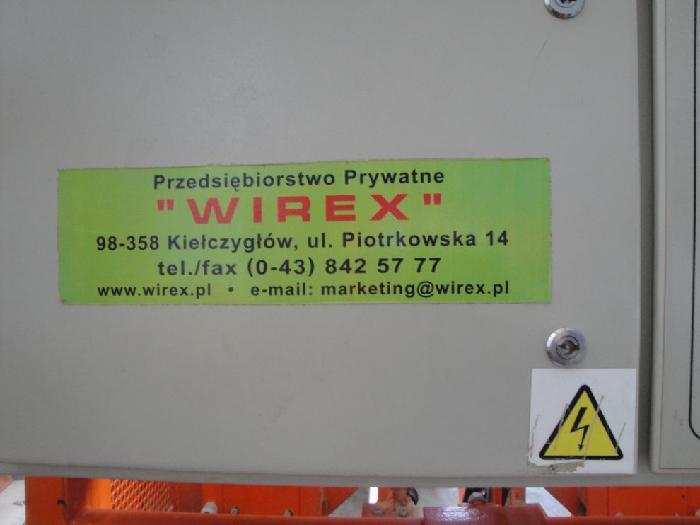 Przedsiębiorstwo Prywatne
"WIREX"
98-358 Kiełczygłów, ul. Piotrkowska 14
tel./fax (0-43) 842 57 77
www.wirex.pl • e-mail: marketing@wirex.pl